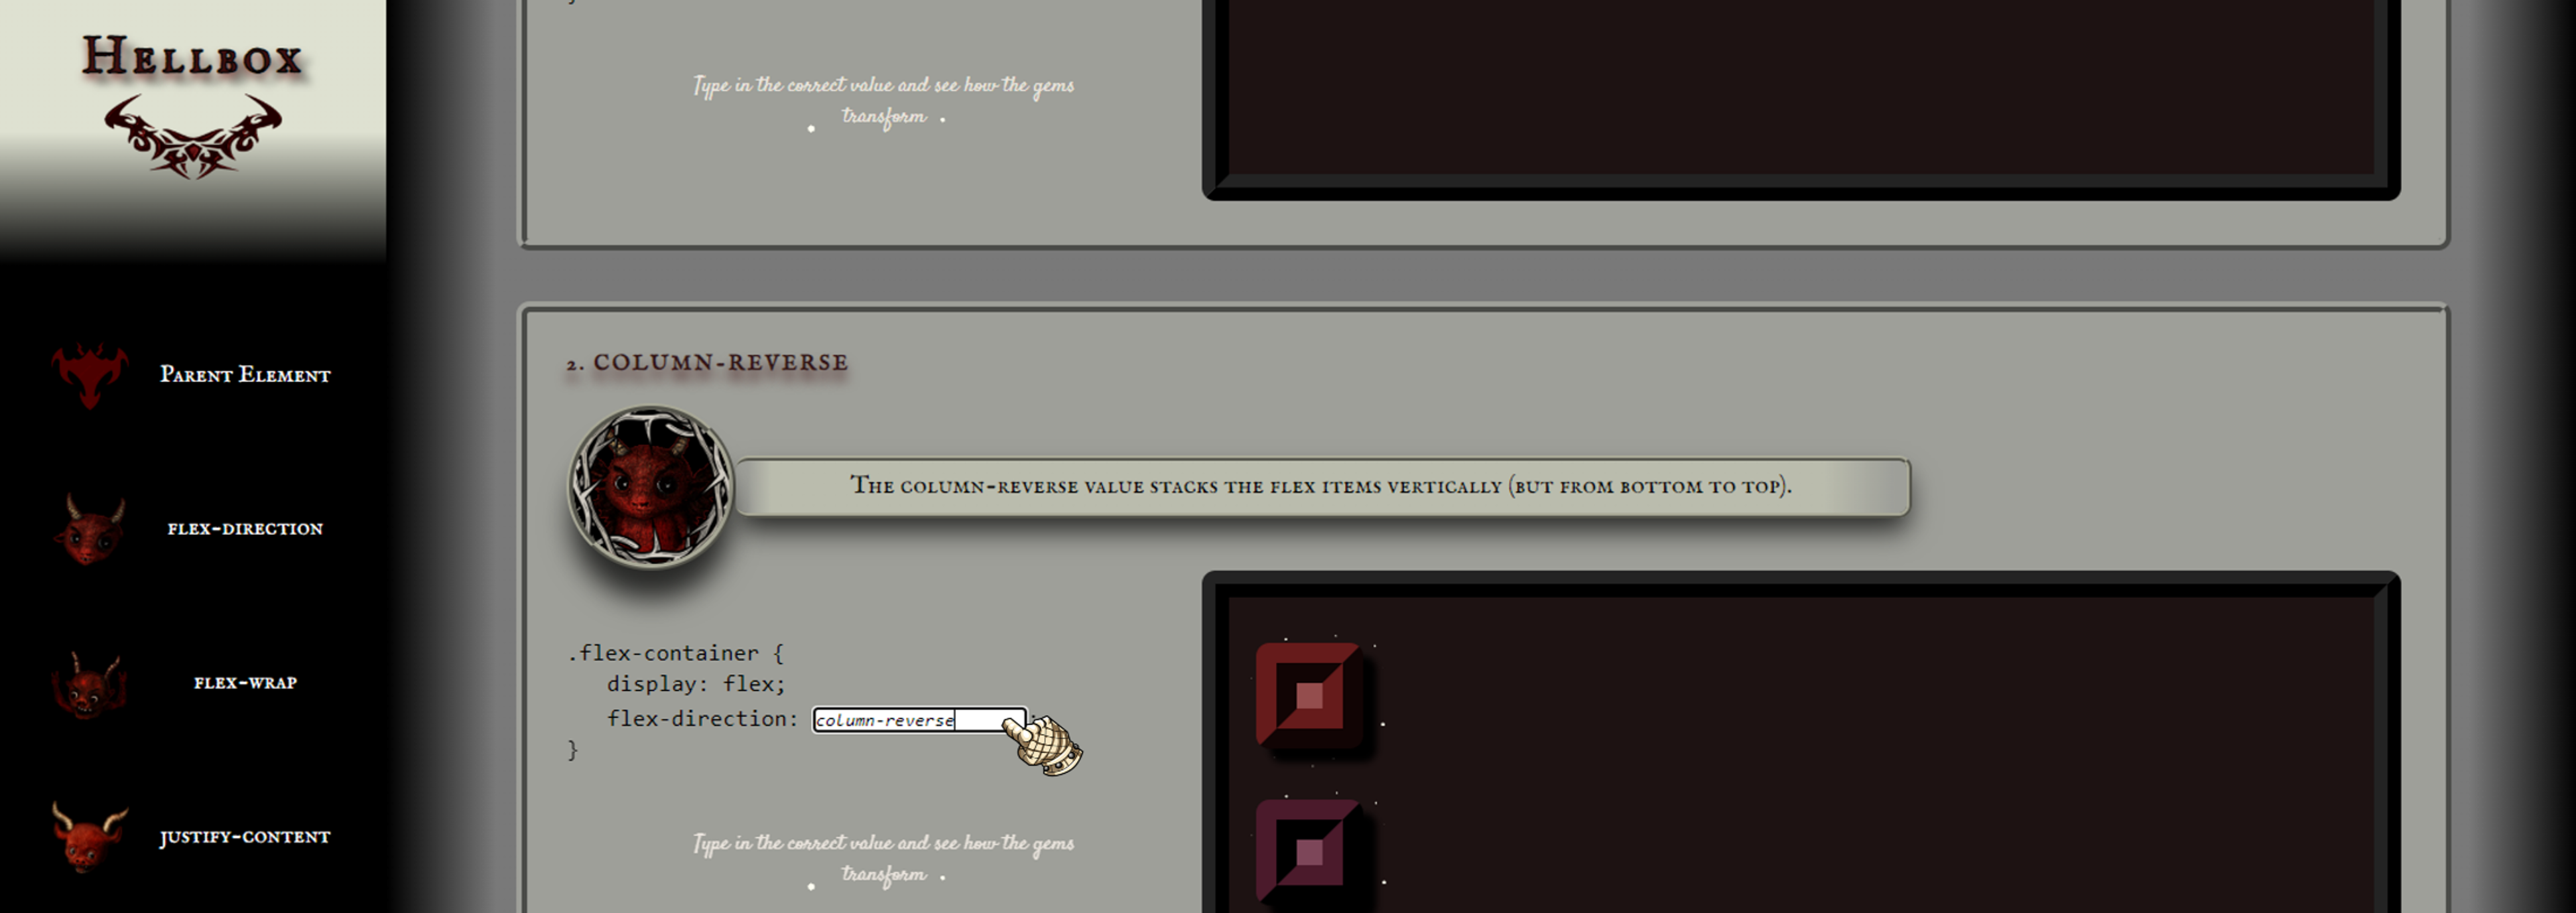 Hellbox
}
Type in the correct value and see how the gems
transform
Parent Element
flex-direction
flex-wrap
justify-content
2. COLUMN-REVERSE
The column-reverse value stacks the flex items vertically (but from bottom to top).
.flex-container {
display: flex;
flex-direction: column-reverse ;
}
Type in the correct value and see how the gems
transform